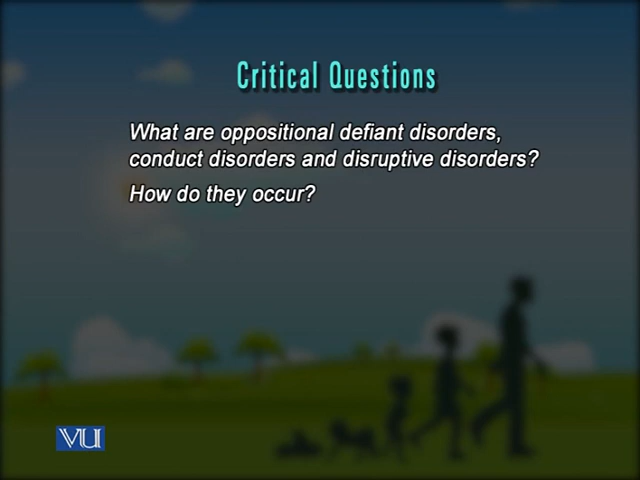 Critical Questions
What are oppositional defiant disorders,
conduct disorders and disruptive disorders?
How do they occur?
VU